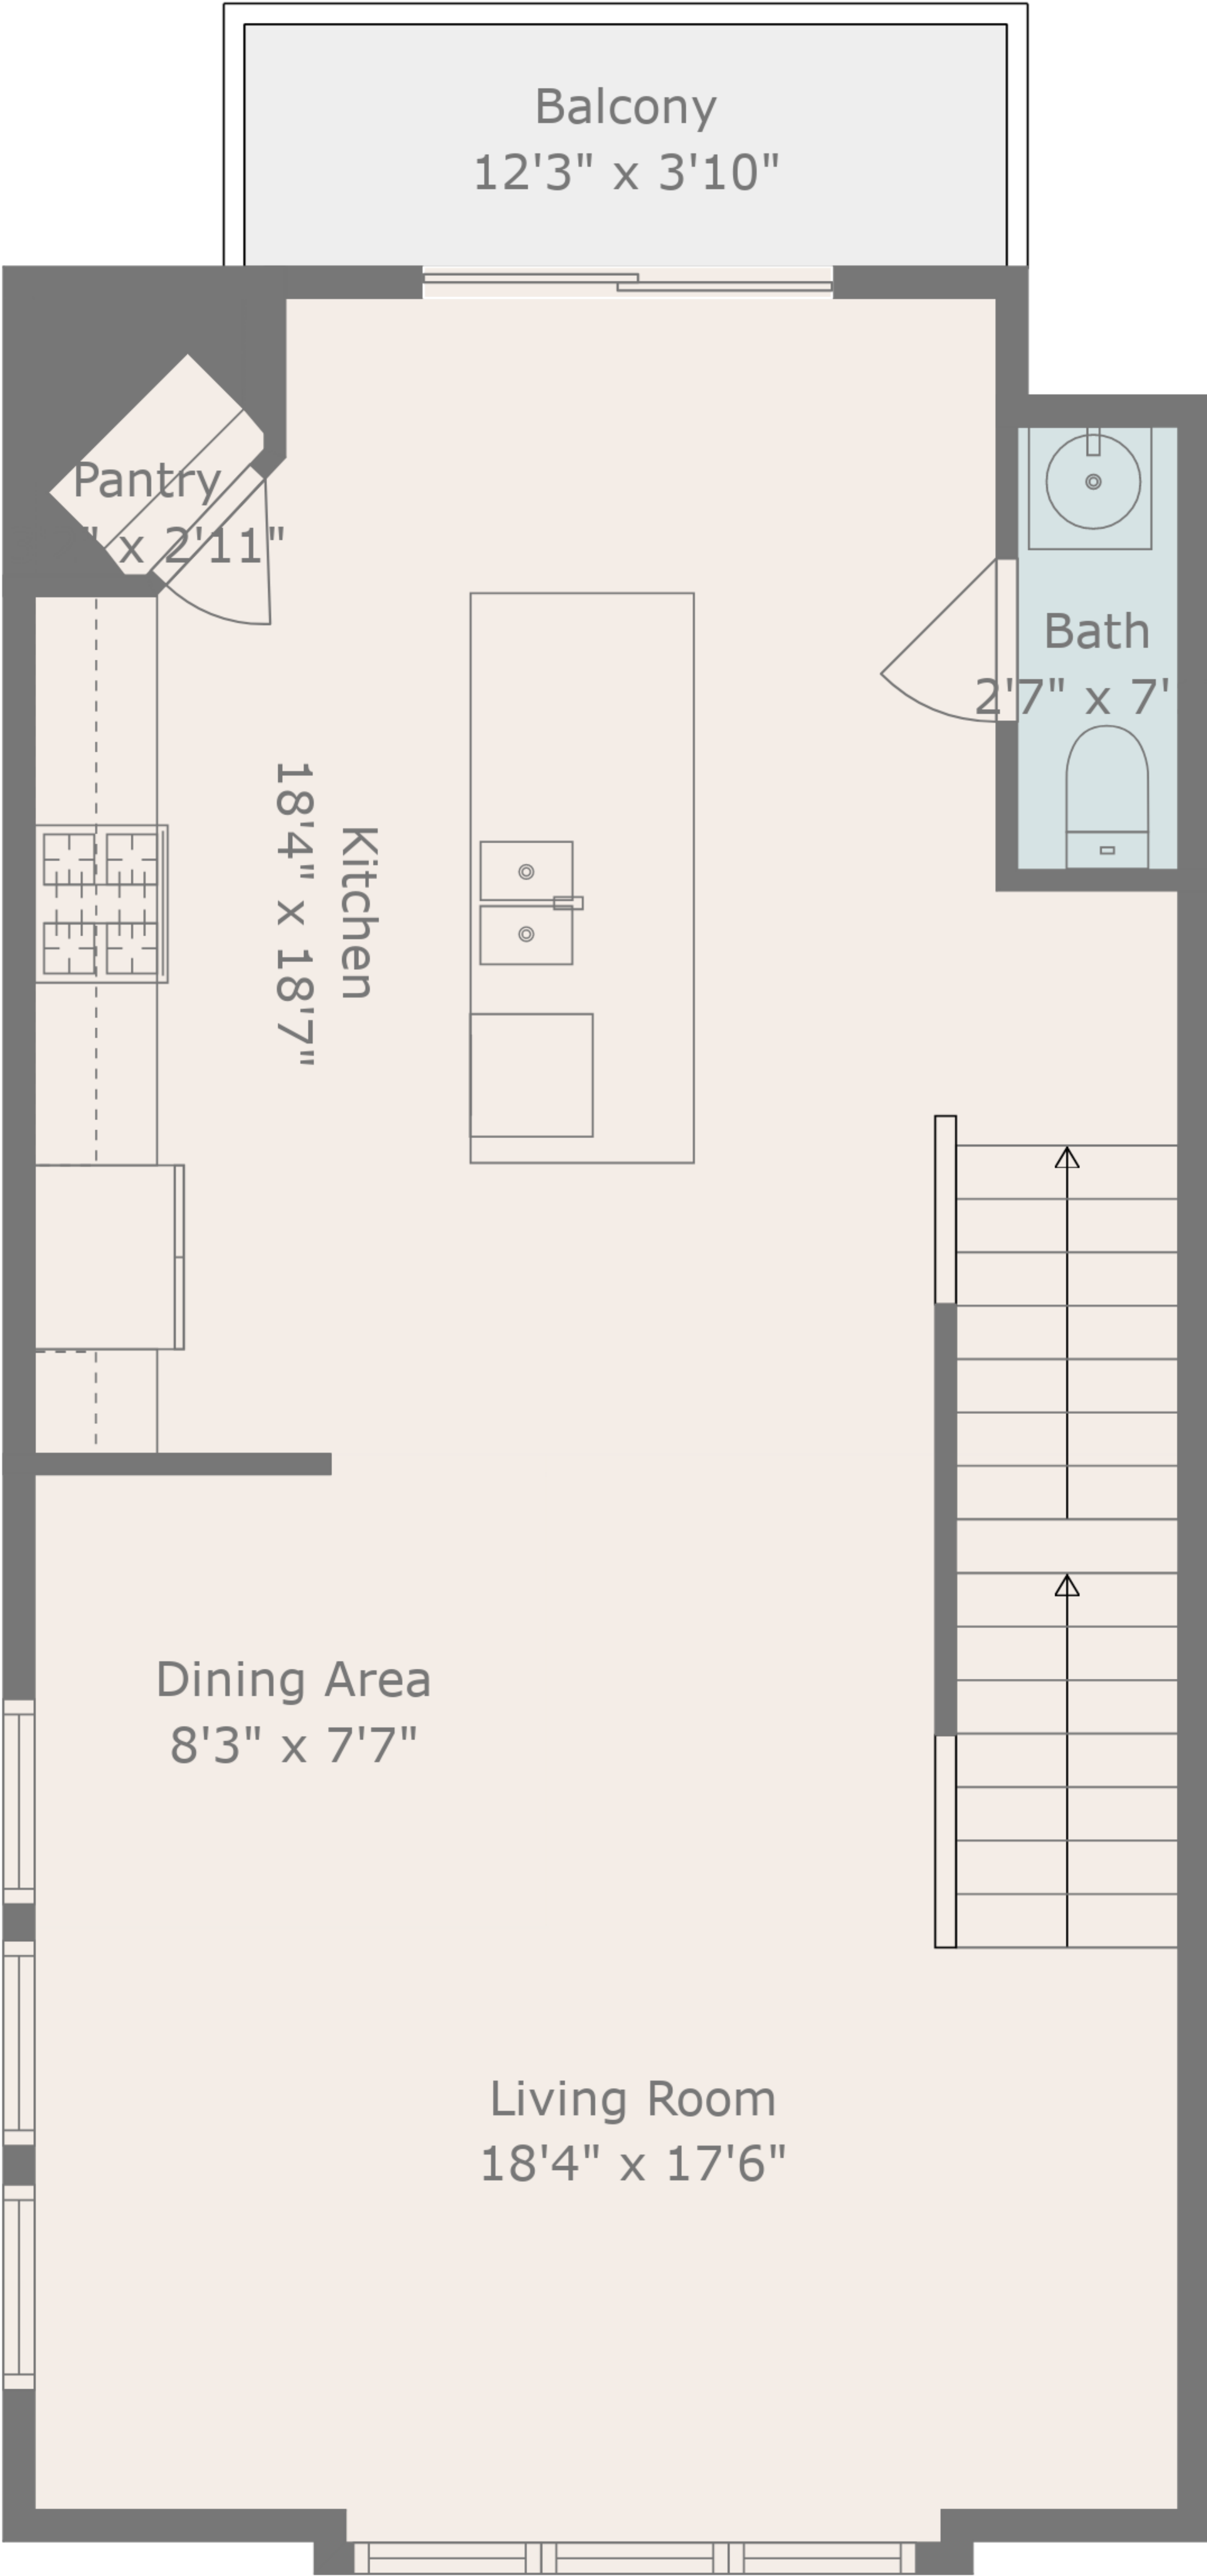 Balcony
12'3" x 3'10"
Pantry
" x 2'11"
Bath
2'7" x 7'
Kitchen
18'4" x 18'7"
Dining Area
8'3" x 7'7"
Living Room
18'4" x 17'6"